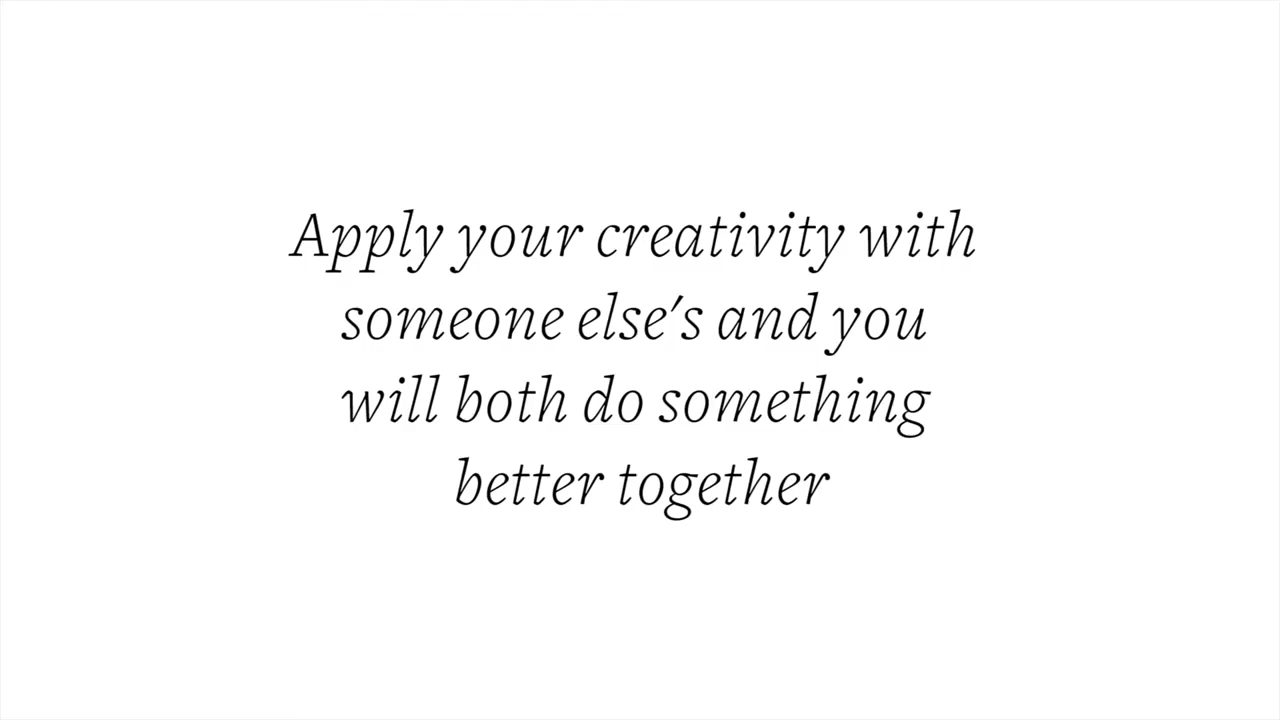 Apply your creativity with
someone else's and you
will both do something
better together